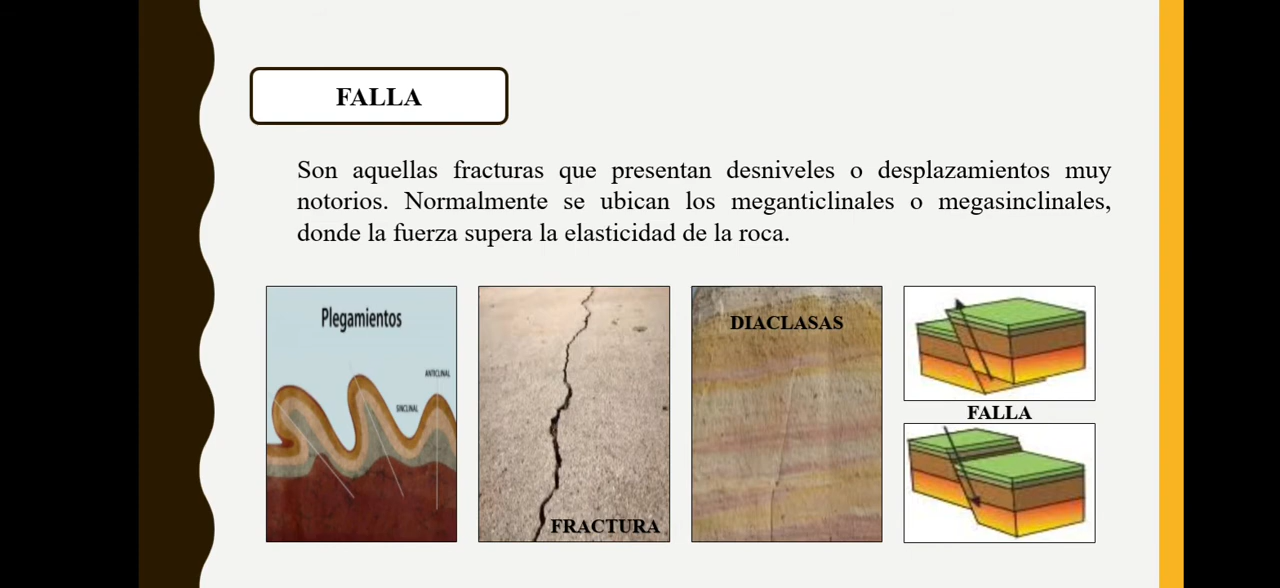 FALLA
Son aquellas fracturas que presentan desniveles o desplazamientos muy
notorios. Normalmente se ubican los meganticlinales o megasinclinales,
donde la fuerza supera la elasticidad de la roca.
Plegamientos
ANTICLINAL
SINCLINAL
FRACTURA
DIACLASAS
FALLA